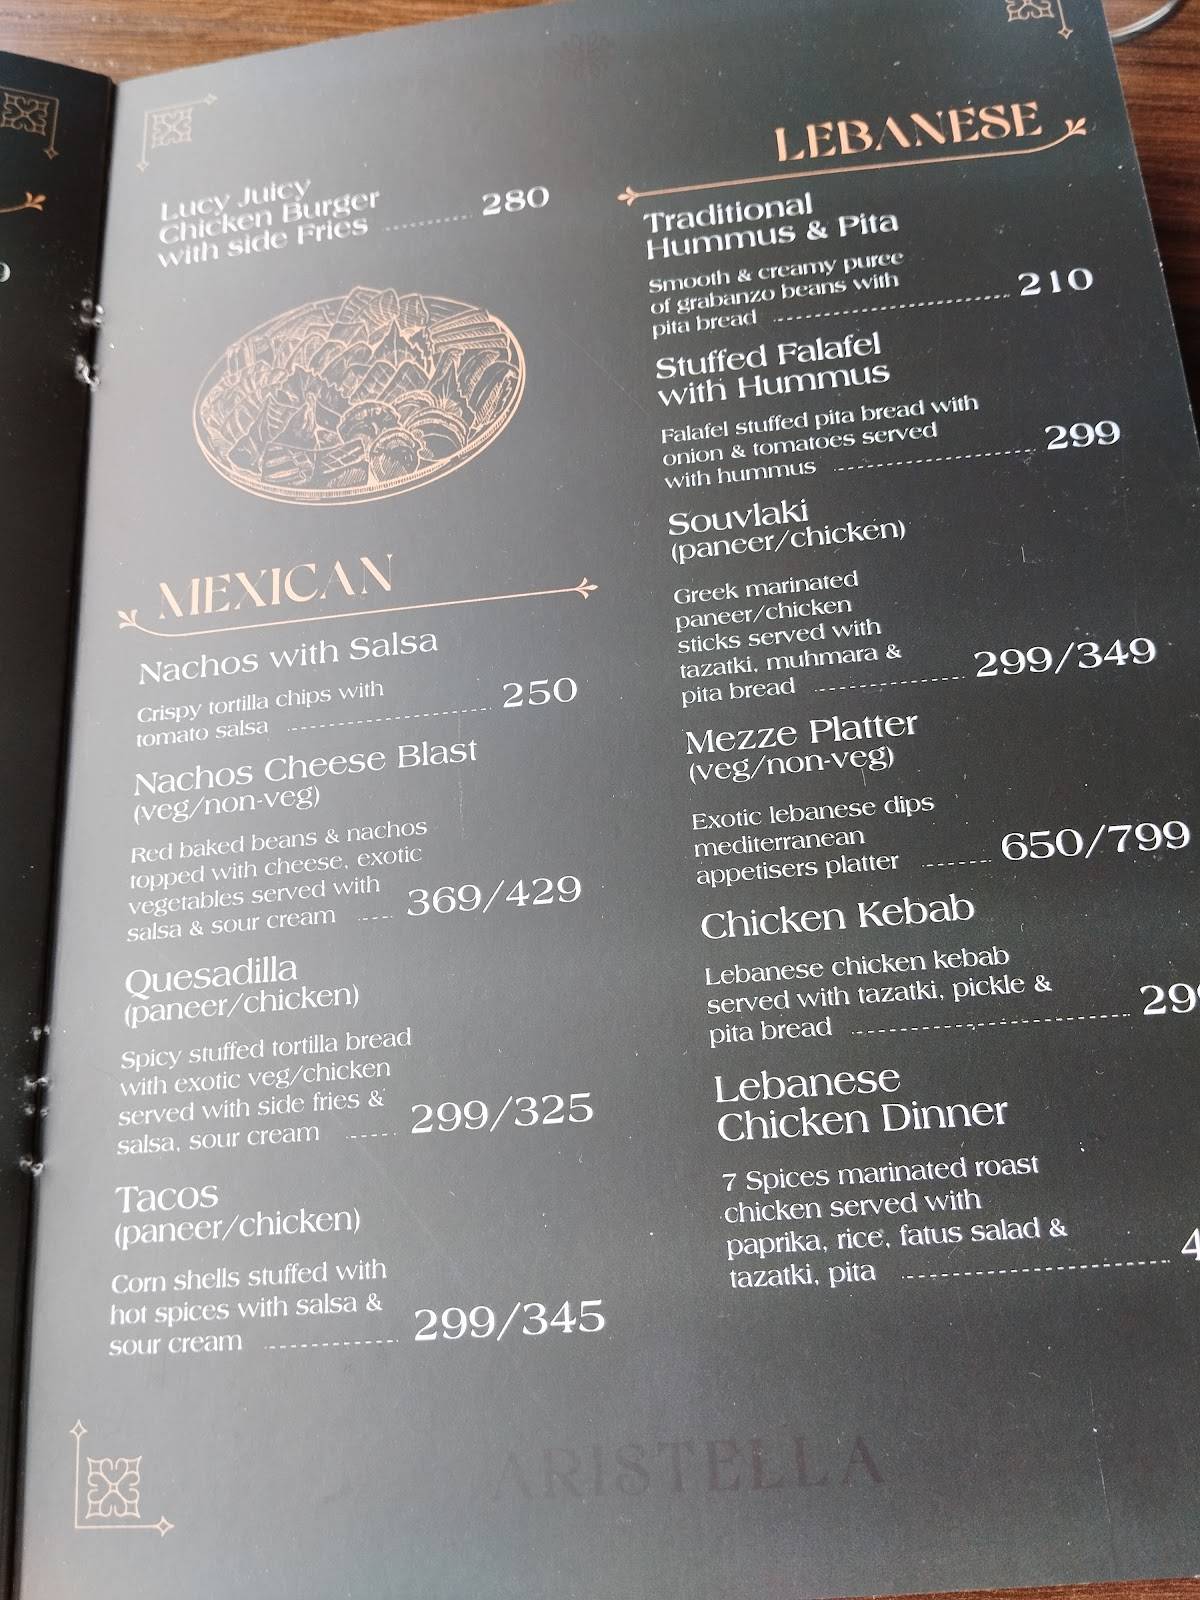 Lucy Juicy
Chicken Burger
with side Fries 280
MEXICAN
Nachos with Salsa
Crispy tortilla chips with
tomato salsa 250
Nachos Cheese Blast
(veg/non-veg)
Red baked beans & nachos
topped with cheese, exotic
vegetables served with
salsa & sour cream 369/429
Quesadilla
(paneer/chicken)
Spicy stuffed tortilla bread
with exotic veg/chicken
served with side fries &
salsa, sour cream 299/325
Tacos
(paneer/chicken)
Corn shells stuffed with
hot spices with salsa &
sour cream 299/345
LEBANESE
Traditional
Hummus & Pita
Smooth & creamy puree
of grabanzo beans with
pita bread 210
Stuffed Falafel
with Hummus
Falafel stuffed pita bread with
onion & tomatoes served
with hummus 299
Souvlaki
(paneer/chicken)
Greek marinated
paneer/chicken
sticks served with
tazatki, muhmara &
pita bread 299/349
Mezze Platter
(veg/non-veg)
Exotic lebanese dips
mediterranean
appetisers platter 650/799
Chicken Kebab
Lebanese chicken kebab
served with tazatki, pickle &
pita bread
Lebanese
Chicken Dinner
7 Spices marinated roast
chicken served with
paprika, rice, fatus salad &
tazatki, pita
ARISTELLA